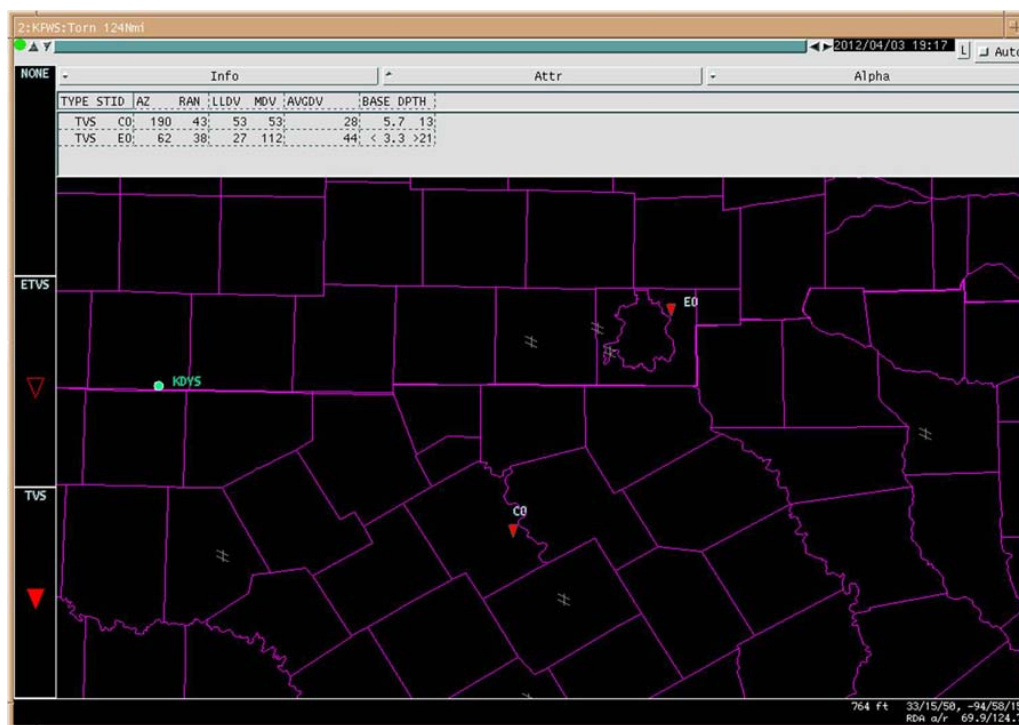 2:KFWS:Torn 124Nmi
2012/04/03 19:17 L Auto
NONE
Info Attr Alpha
TYPE STID AZ RAN LLDV MDV AVGDV BASE DPTH
TVS C0 190 43 53 53 28 5.7 13
TVS E0 62 38 27 112 44 < 3.3 >21
ETVS
E0
KDYS
TVS
C0
764 ft 33/15/50, -94/58/
RDA a/r 69.9/124.